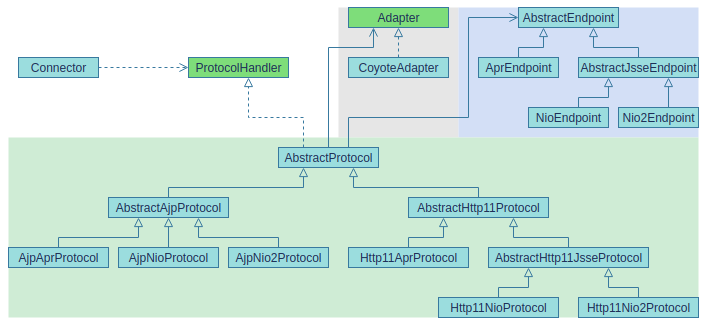 Adapter
AbstractEndpoint
Connector
ProtocolHandler
CoyoteAdapter
AprEndpoint
AbstractJsseEndpoint
NioEndpoint
Nio2Endpoint
AbstractProtocol
AbstractAjpProtocol
AbstractHttp11Protocol
AjpAprProtocol
AjpNioProtocol
AjpNio2Protocol
Http11AprProtocol
AbstractHttp11JsseProtocol
Http11NioProtocol
Http11Nio2Protocol